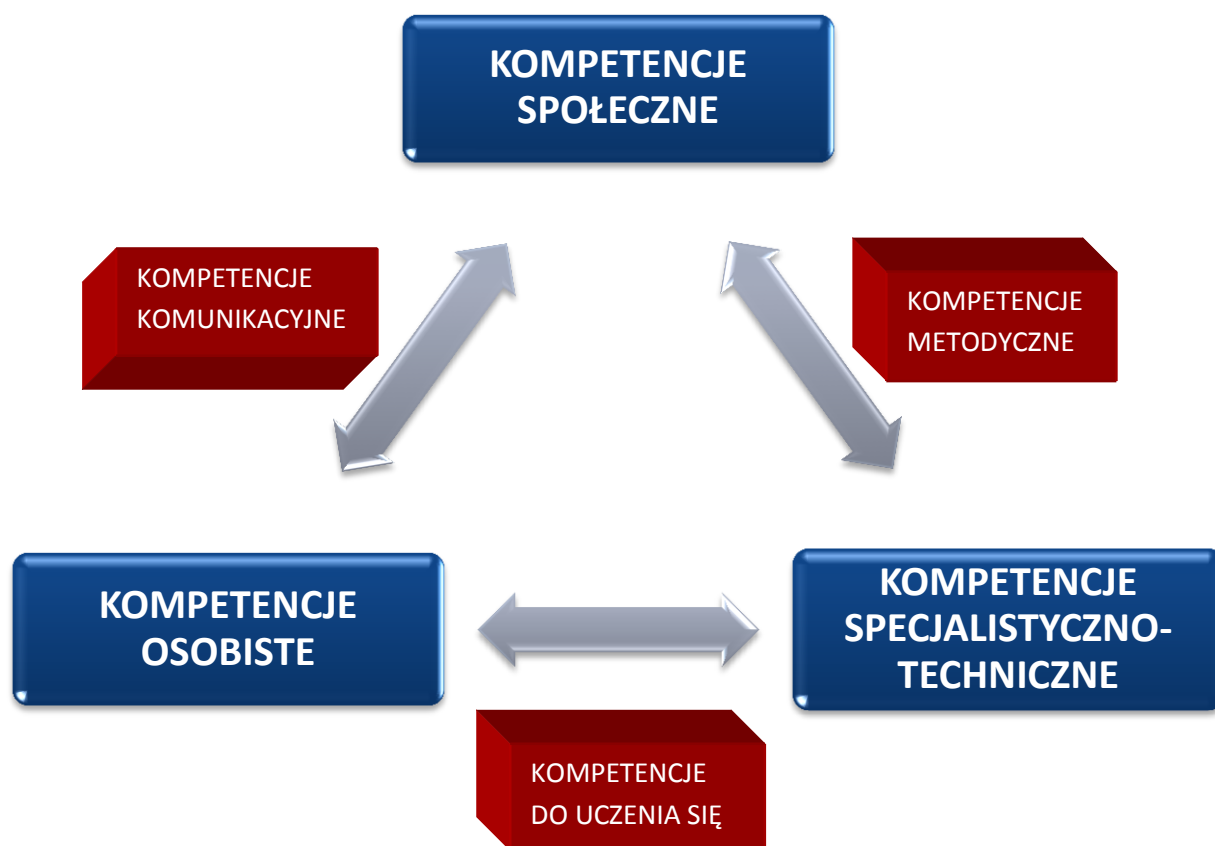 KOMPETENCJE
SPOŁECZNE
KOMPETENCJE
KOMUNIKACYJNE
KOMPETENCJE
METODYCZNE
KOMPETENCJE
OSOBISTE
KOMPETENCJE
SPECJALISTYCZNO-
TECHNICZNE
KOMPETENCJE
DO UCZENIA SIĘ